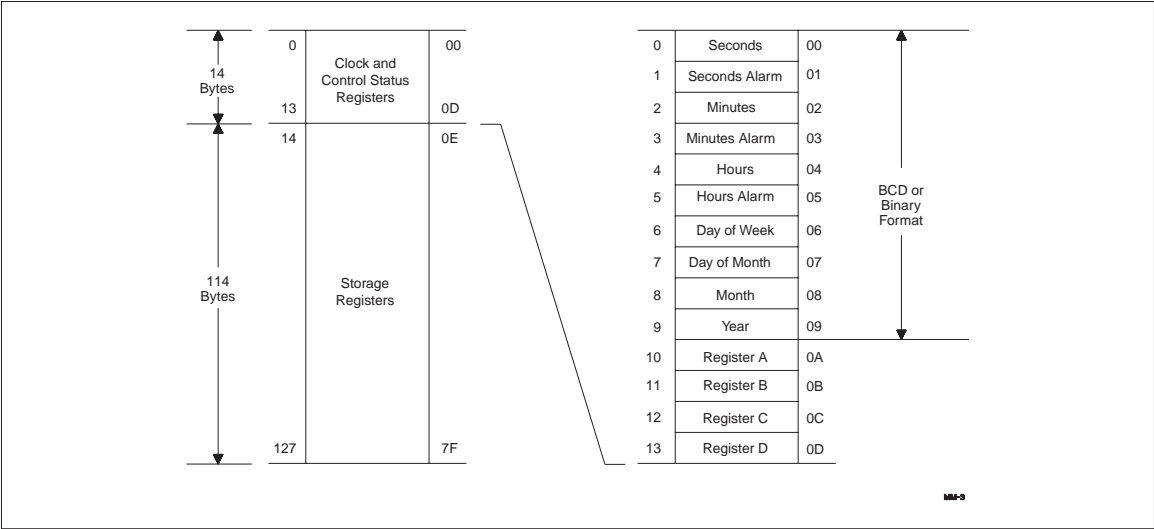 14
Bytes
0 00
Clock and
Control Status
Registers
13 0D
14 0E
114
Bytes
Storage
Registers
127 7F
0 Seconds 00
1 Seconds Alarm 01
2 Minutes 02
3 Minutes Alarm 03
4 Hours 04
5 Hours Alarm 05
6 Day of Week 06
7 Day of Month 07
8 Month 08
9 Year 09
10 Register A 0A
11 Register B 0B
12 Register C 0C
13 Register D 0D
BCD or
Binary
Format
MM-3